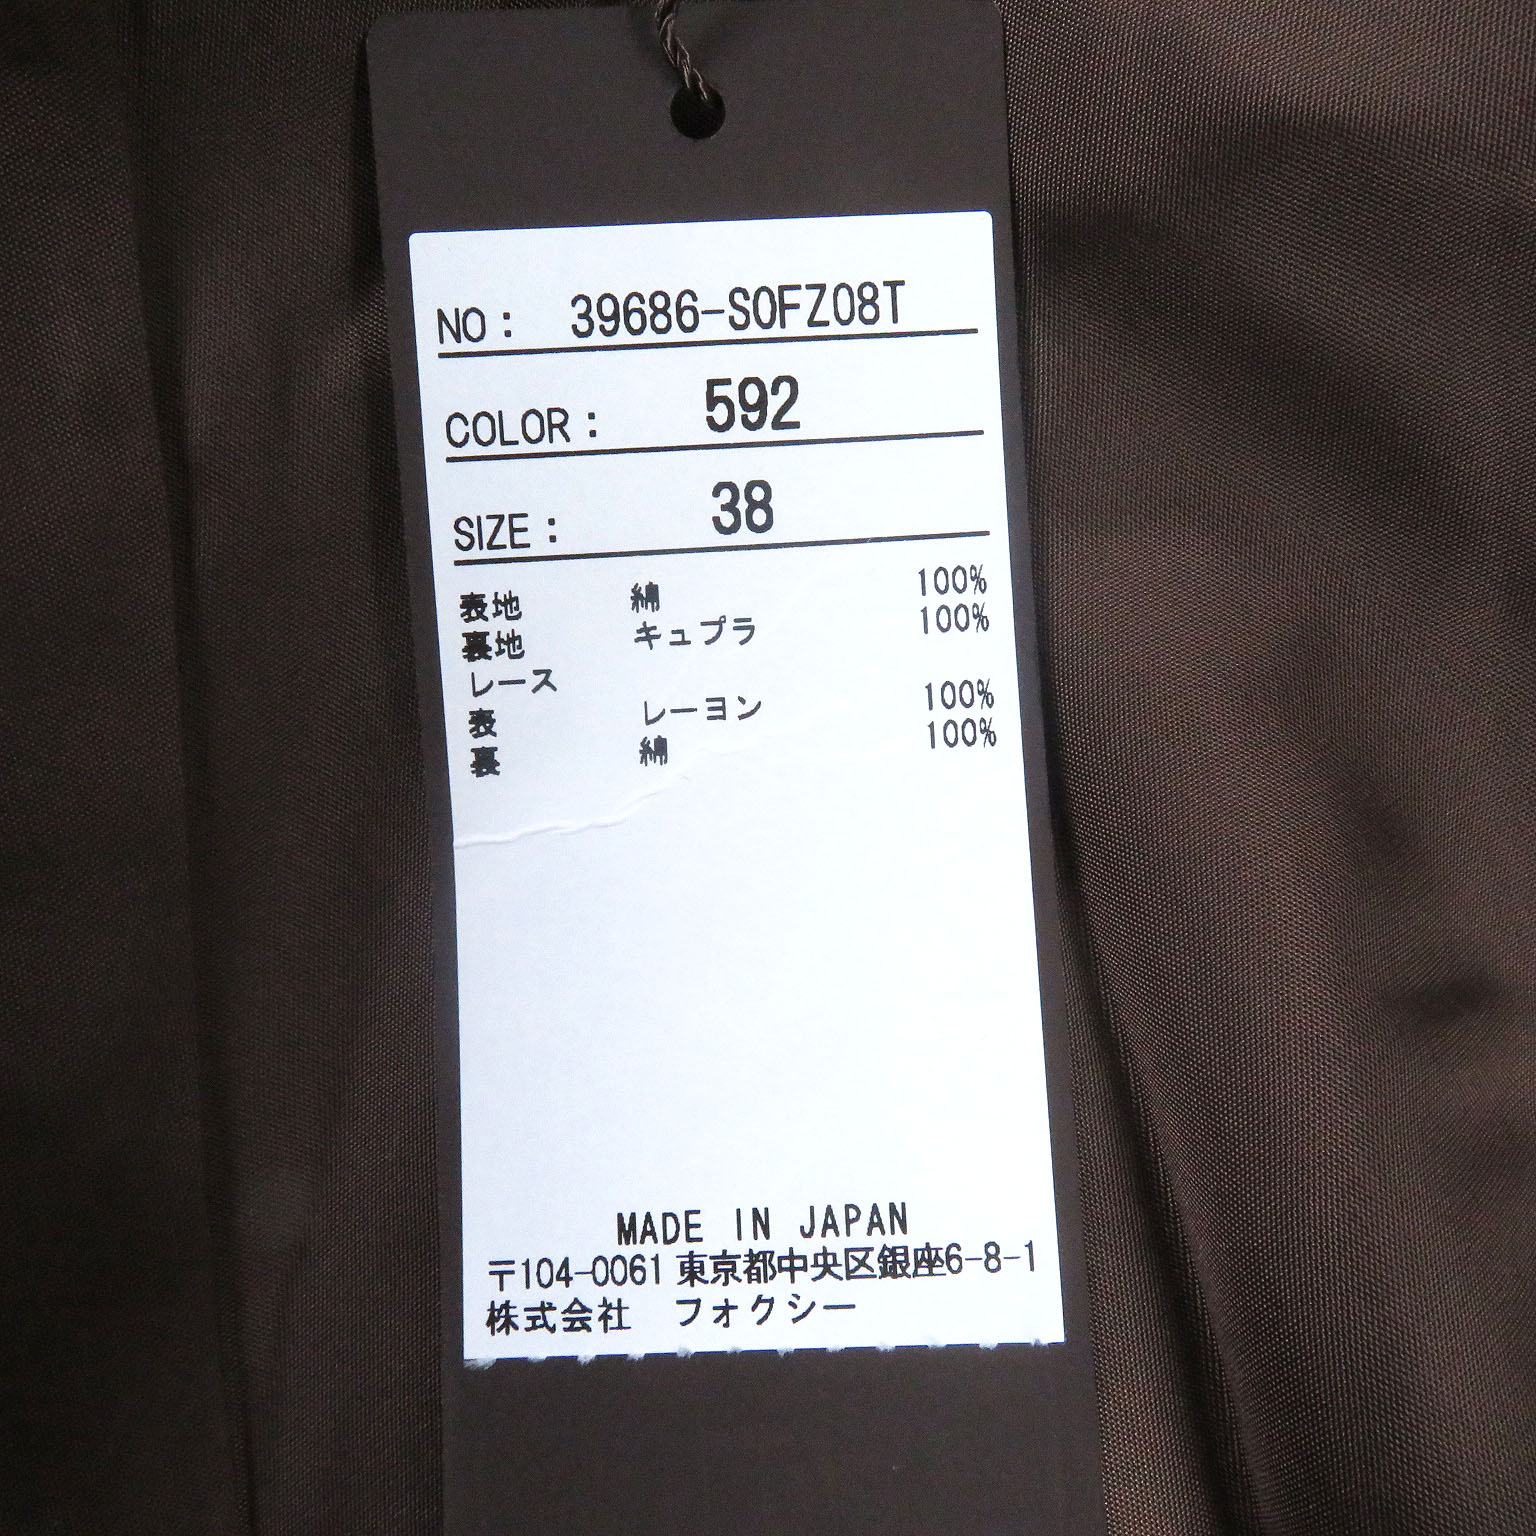 NO： 39686-S0FZ08T
COLOR： 592
SIZE： 38
表地 綿 100%
裏地 キュプラ 100%
レース
表 レーヨン 100%
裏 綿 100%
MADE IN JAPAN
〒104-0061 東京都中央区銀座6-8-1
株式会社 フォクシー